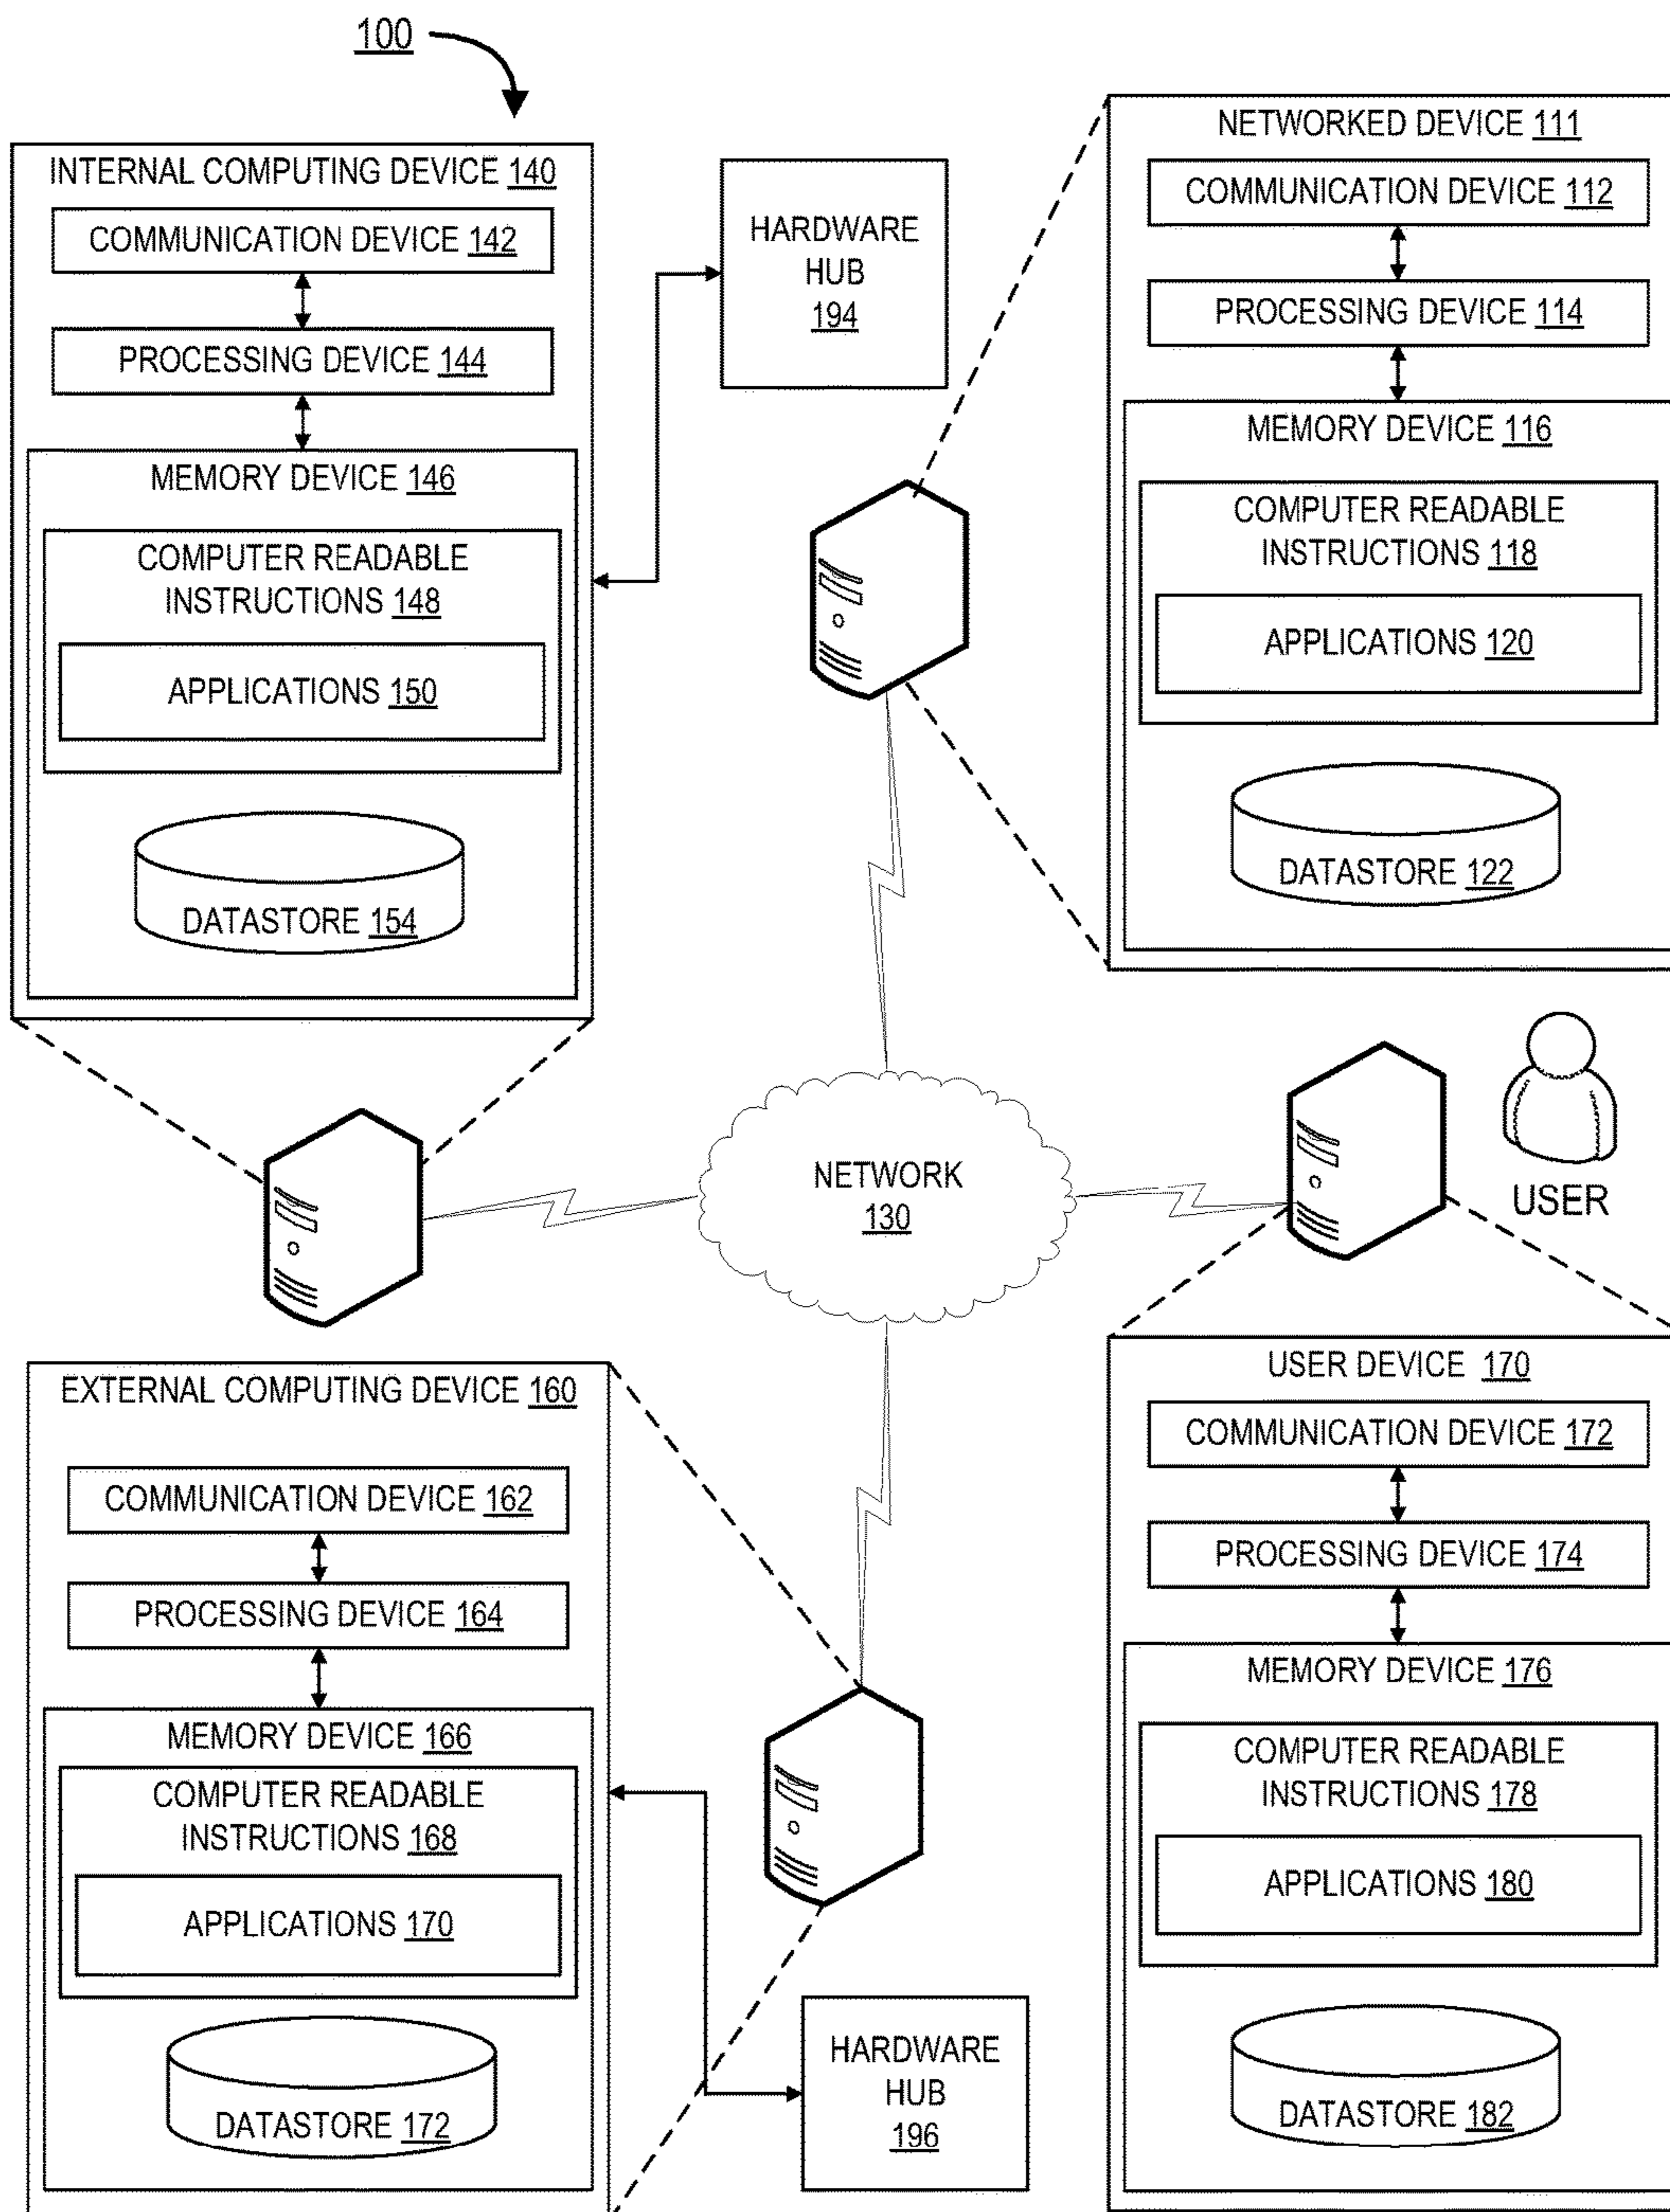 100
INTERNAL COMPUTING DEVICE 140
COMMUNICATION DEVICE 142
PROCESSING DEVICE 144
MEMORY DEVICE 146
COMPUTER READABLE
INSTRUCTIONS 148
APPLICATIONS 150
DATASTORE 154
HARDWARE
HUB
194
NETWORKED DEVICE 111
COMMUNICATION DEVICE 112
PROCESSING DEVICE 114
MEMORY DEVICE 116
COMPUTER READABLE
INSTRUCTIONS 118
APPLICATIONS 120
DATASTORE 122
NETWORK
130
USER
EXTERNAL COMPUTING DEVICE 160
COMMUNICATION DEVICE 162
PROCESSING DEVICE 164
MEMORY DEVICE 166
COMPUTER READABLE
INSTRUCTIONS 168
APPLICATIONS 170
DATASTORE 172
HARDWARE
HUB
196
USER DEVICE 170
COMMUNICATION DEVICE 172
PROCESSING DEVICE 174
MEMORY DEVICE 176
COMPUTER READABLE
INSTRUCTIONS 178
APPLICATIONS 180
DATASTORE 182